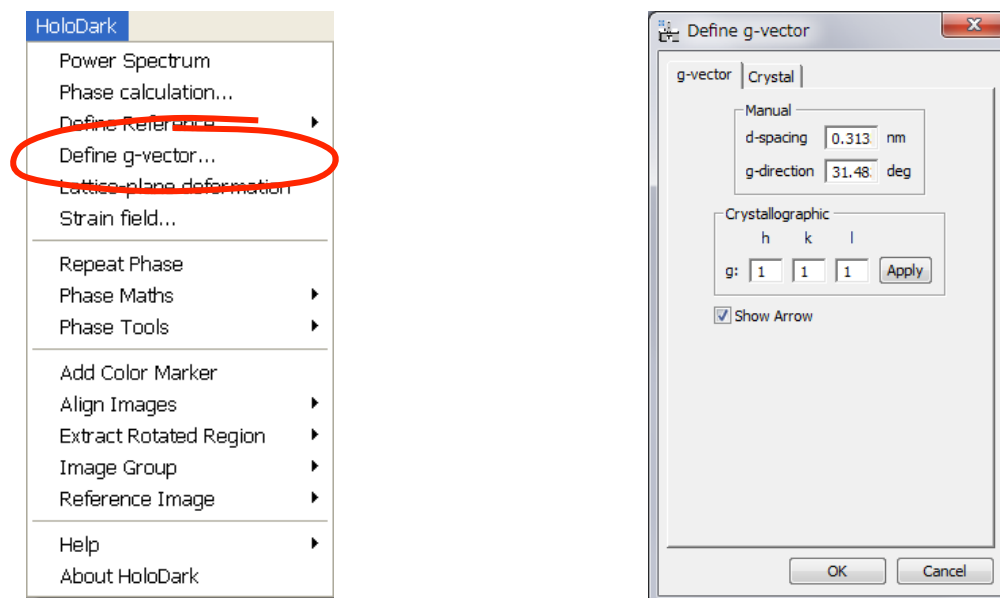 HoloDark
Power Spectrum
Phase calculation...
Define Reference
Define g-vector...
Lattice-plane deformation
Strain field...
Repeat Phase
Phase Maths
Phase Tools
Add Color Marker
Align Images
Extract Rotated Region
Image Group
Reference Image
Help
About HoloDark
Define g-vector
g-vector Crystal
Manual
d-spacing 0.313 nm
g-direction 31.48 deg
Crystallographic
h k l
g: 1 1 1 Apply
Show Arrow
OK Cancel